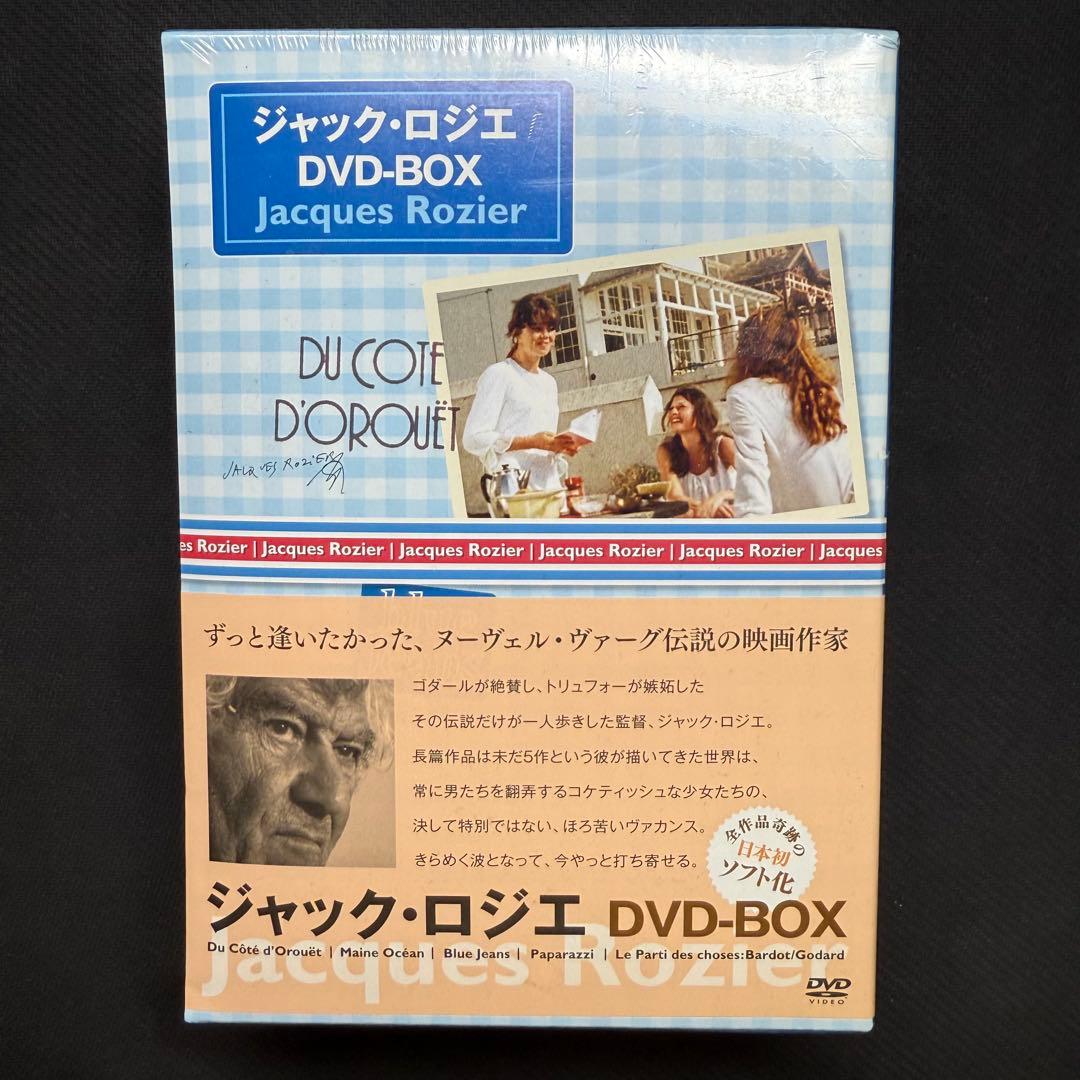 ジャック・ロジエ
DVD-BOX
Jacques Rozier
DU COTE
D'OROUËT
JACQUES ROZIER
es Rozier | Jacques Rozier | Jacques Rozier | Jacques Rozier | Jacques Rozier | Jacques
ずっと逢いたかった、ヌーヴェル・ヴァーグ伝説の映画作家
ゴダールが絶賛し、トリュフォーが嫉妬した
その伝説だけが一人歩きした監督、ジャック・ロジエ。
長篇作品は未だ5作という彼が描いてきた世界は、
常に男たちを翻弄するコケティッシュな少女たちの、
決して特別ではない、ほろ苦いヴァカンス。
きらめく波となって、今やっと打ち寄せる。
全作品奇跡の
日本初
ソフト化
ジャック・ロジエ DVD-BOX
Jacques Rozier
Du Côté d'Orouët | Maine Océan | Blue Jeans | Paparazzi | Le Parti des choses:Bardot/Godard
DVD
VIDEO